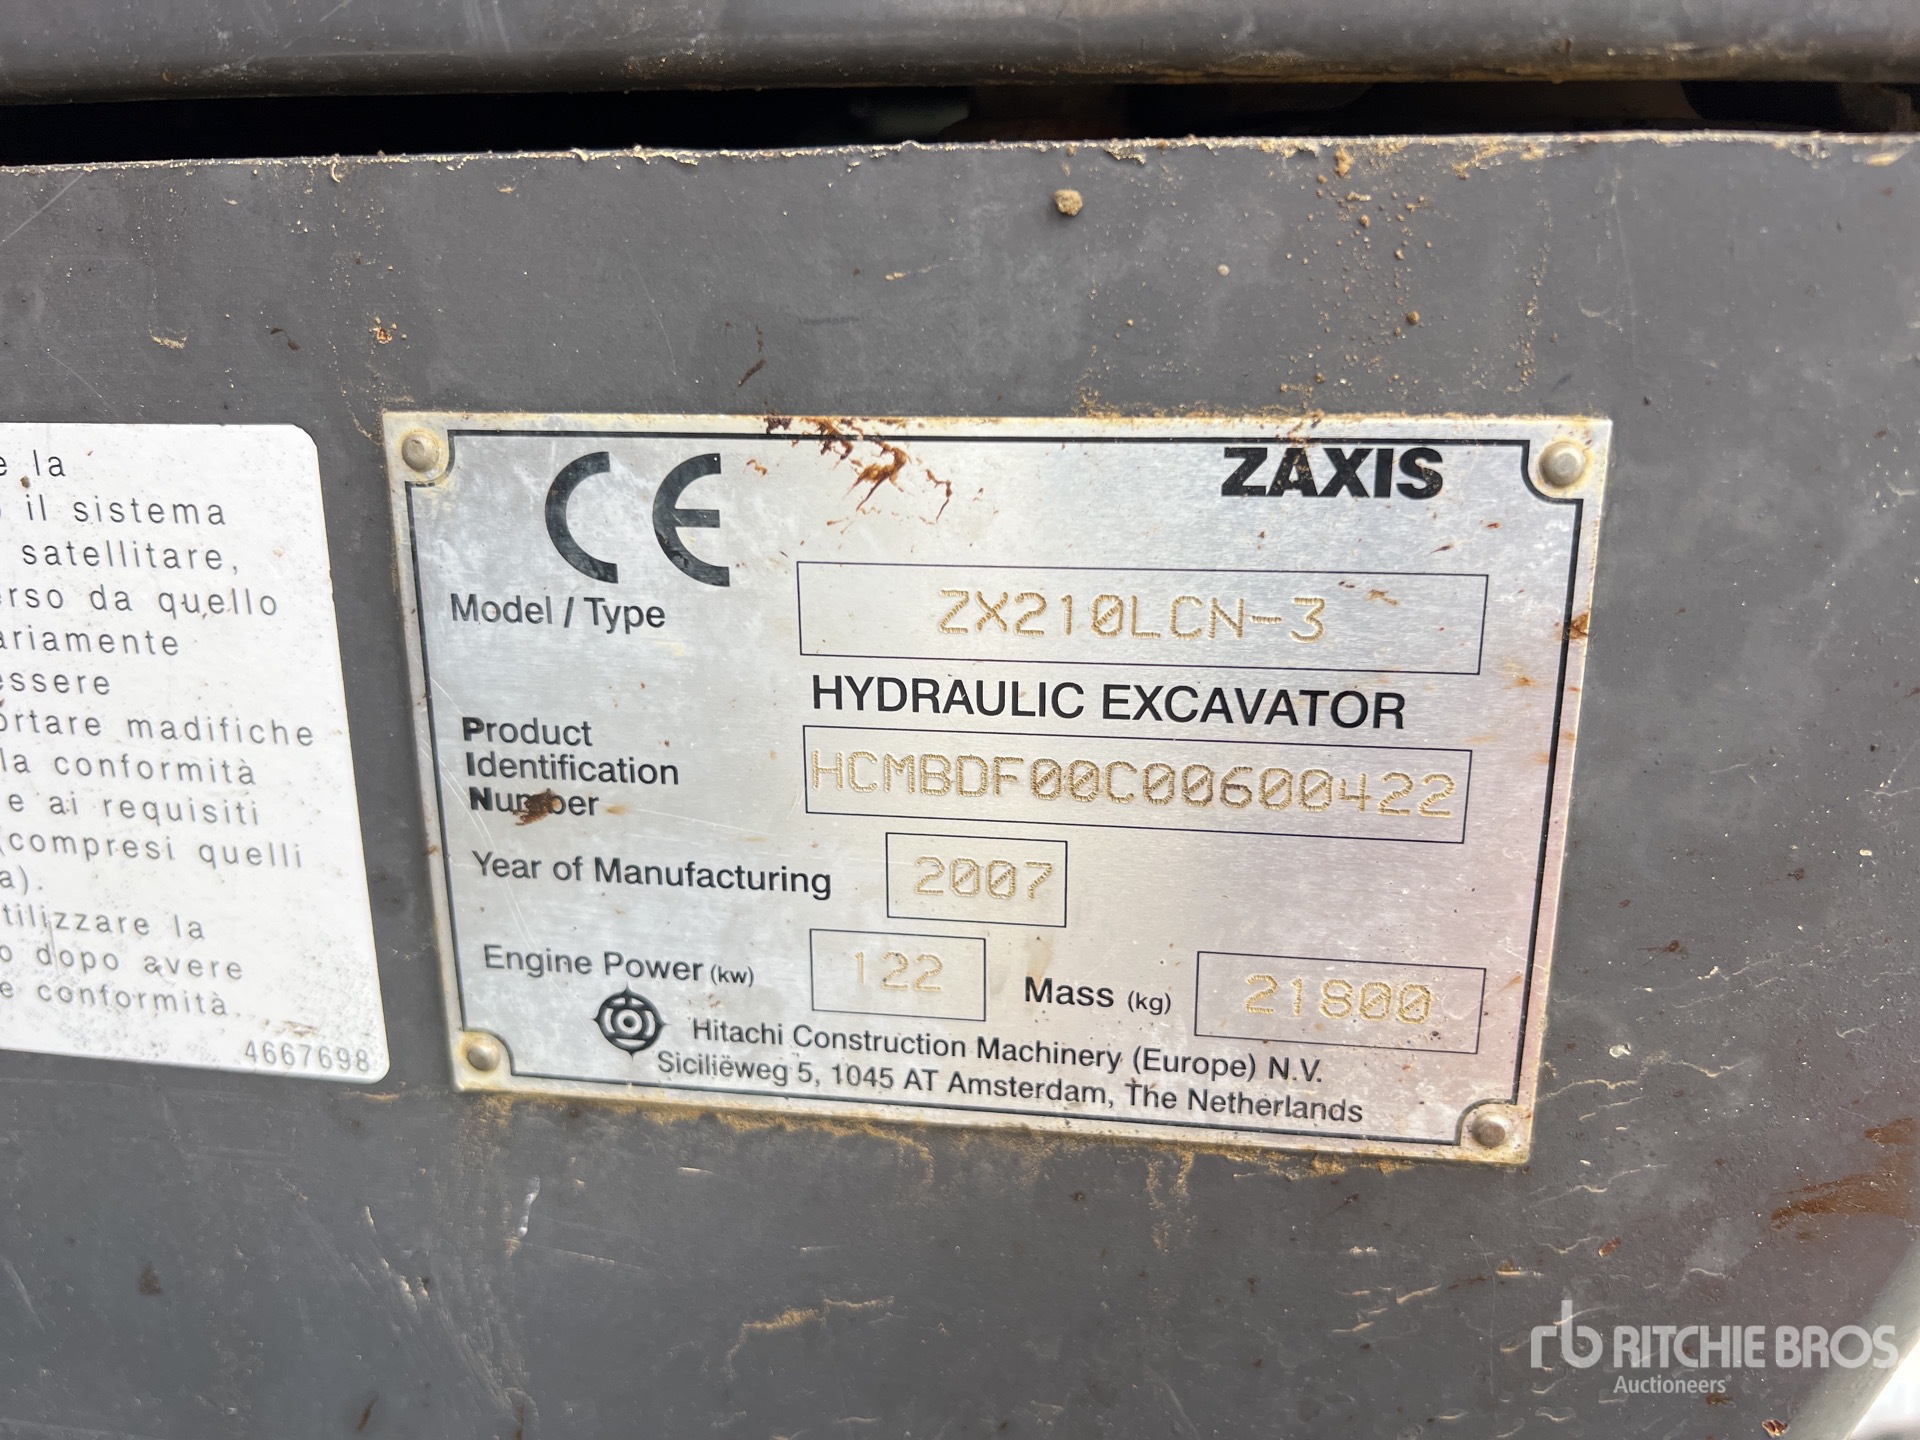 e la
il sistema
satellitare,
erso da quello
ariamente
essere
ortare madifiche
la conformità
e ai requisiti
(compresi quelli
a).
tilizzare la
o dopo avere
e conformità.
4667698
CE
ZAXIS
Model / Type
ZX210LCN-3
HYDRAULIC EXCAVATOR
Product
Identification
Number
HCMBDF00C00600422
Year of Manufacturing
2007
Engine Power (kw)
122
Mass (kg)
21800
Hitachi Construction Machinery (Europe) N.V.
Siciliëweg 5, 1045 AT Amsterdam, The Netherlands
rb RITCHIE BROS
Auctioneers